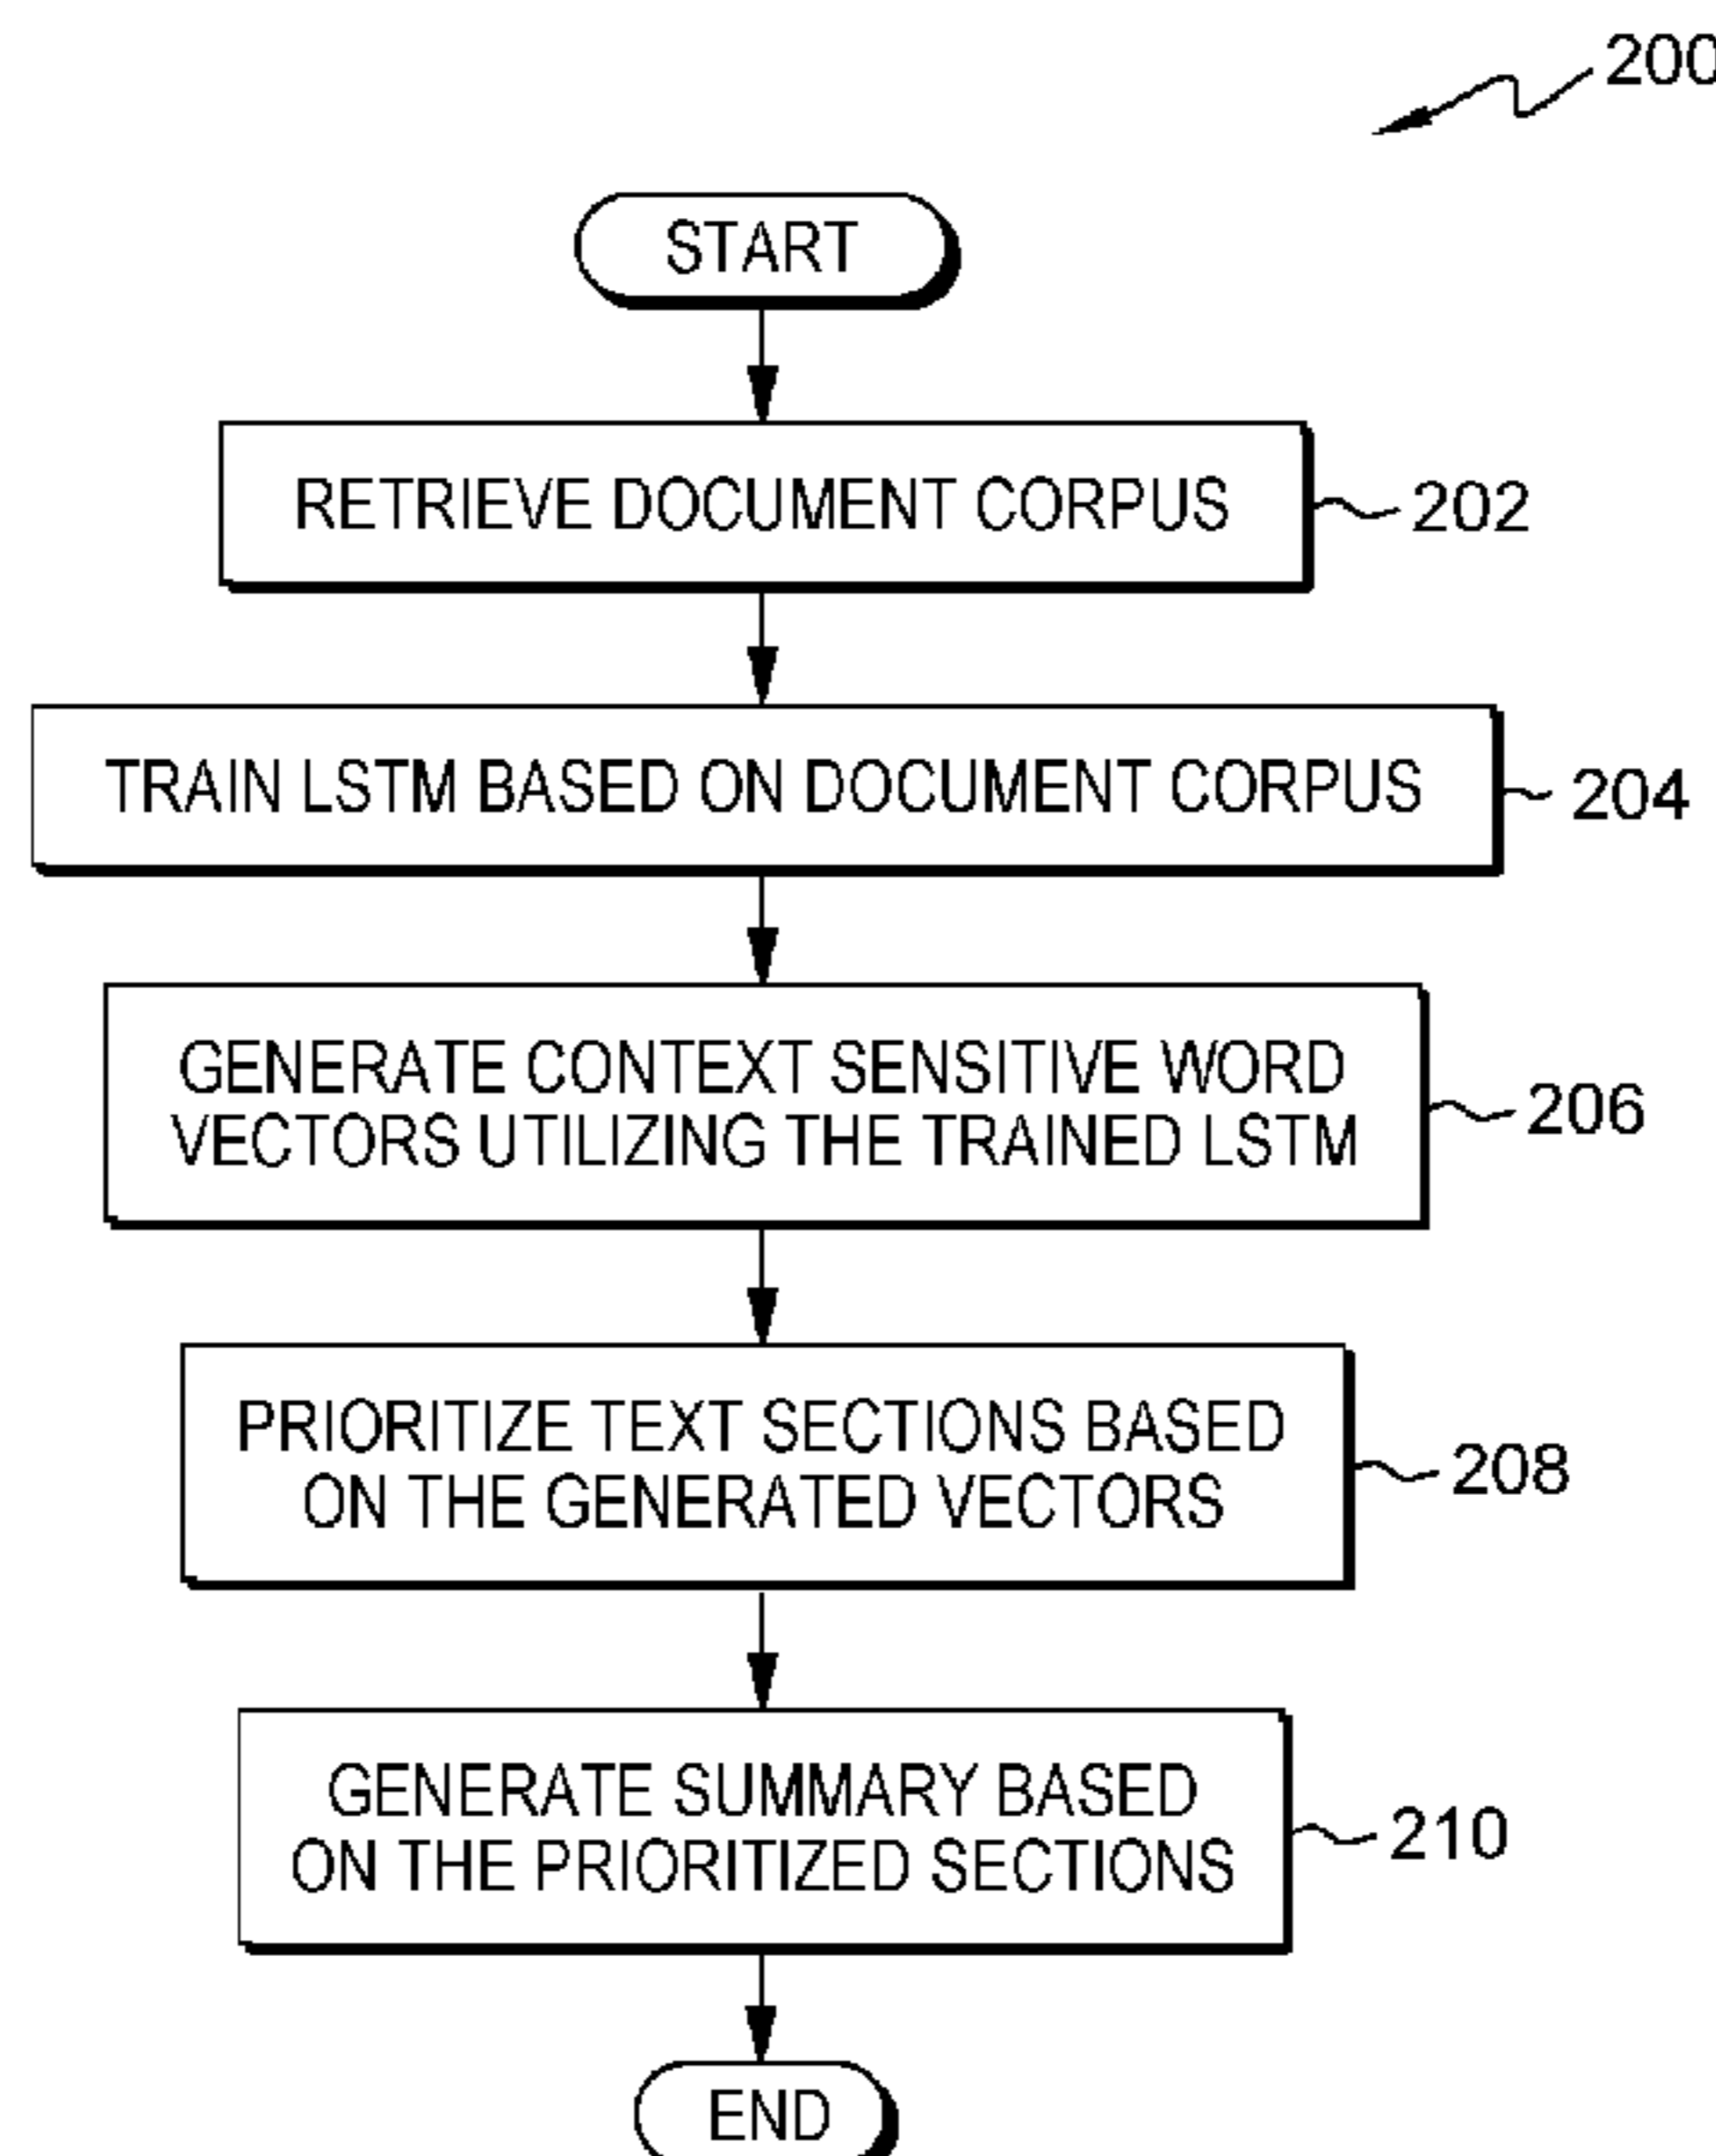 200
START
RETRIEVE DOCUMENT CORPUS
202
TRAIN LSTM BASED ON DOCUMENT CORPUS
204
GENERATE CONTEXT SENSITIVE WORD
VECTORS UTILIZING THE TRAINED LSTM
206
PRIORITIZE TEXT SECTIONS BASED
ON THE GENERATED VECTORS
208
GENERATE SUMMARY BASED
ON THE PRIORITIZED SECTIONS
210
END